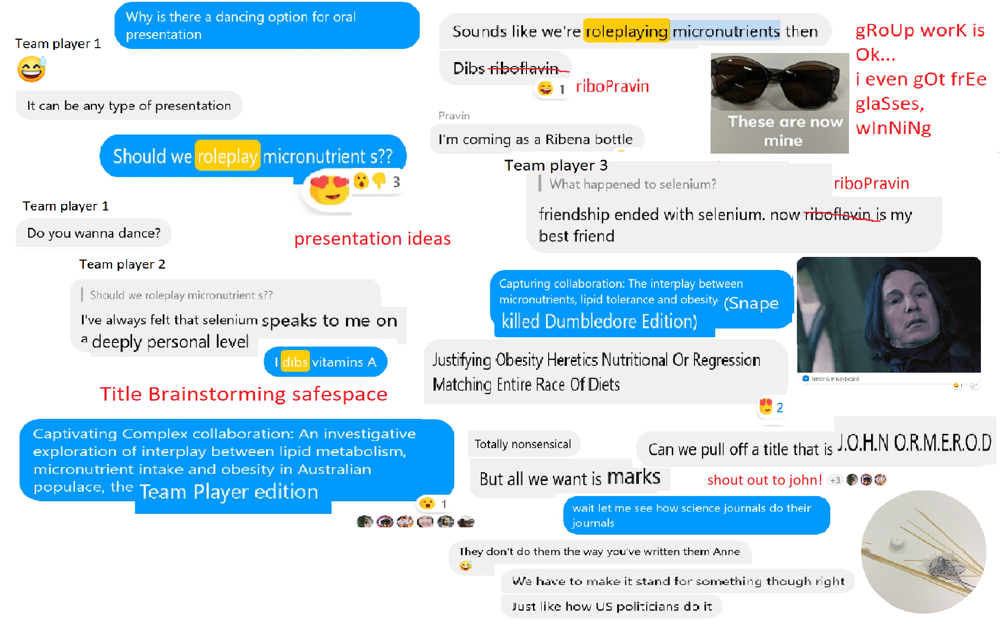 Why is there a dancing option for oral
presentation
Team player 1
It can be any type of presentation
Should we roleplay micronutrient s??
3
Team player 1
Do you wanna dance?
presentation ideas
Team player 2
Should we roleplay micronutrient s??
I've always felt that selenium speaks to me on
a deeply personal level
I dibs vitamins A
Title Brainstorming safespace
Captivating Complex collaboration: An investigative
exploration of interplay between lipid metabolism,
micronutrient intake and obesity in Australian
populace, the Team Player edition
1
Sounds like we're roleplaying micronutrients then
Dibs riboflavin
1
riboPravin
Pravin
I'm coming as a Ribena bottle
These are now
mine
gRoUp worK is
Ok...
i even gOt frEe
glaSses,
wInNiNg
Team player 3
What happened to selenium?
riboPravin
friendship ended with selenium. now riboflavin is my
best friend
Capturing collaboration: The interplay between
micronutrients, lipid tolerance and obesity (Snape
killed Dumbledore Edition)
Tenor GIF Keyboard
1
Justifying Obesity Heretics Nutritional Or Regression
Matching Entire Race Of Diets
2
Totally nonsensical
But all we want is marks
Can we pull off a title that is J.O.H.N O.R.M.E.R.O.D
shout out to john!
+3
wait let me see how science journals do their
journals
They don't do them the way you've written them Anne
We have to make it stand for something though right
Just like how US politicians do it